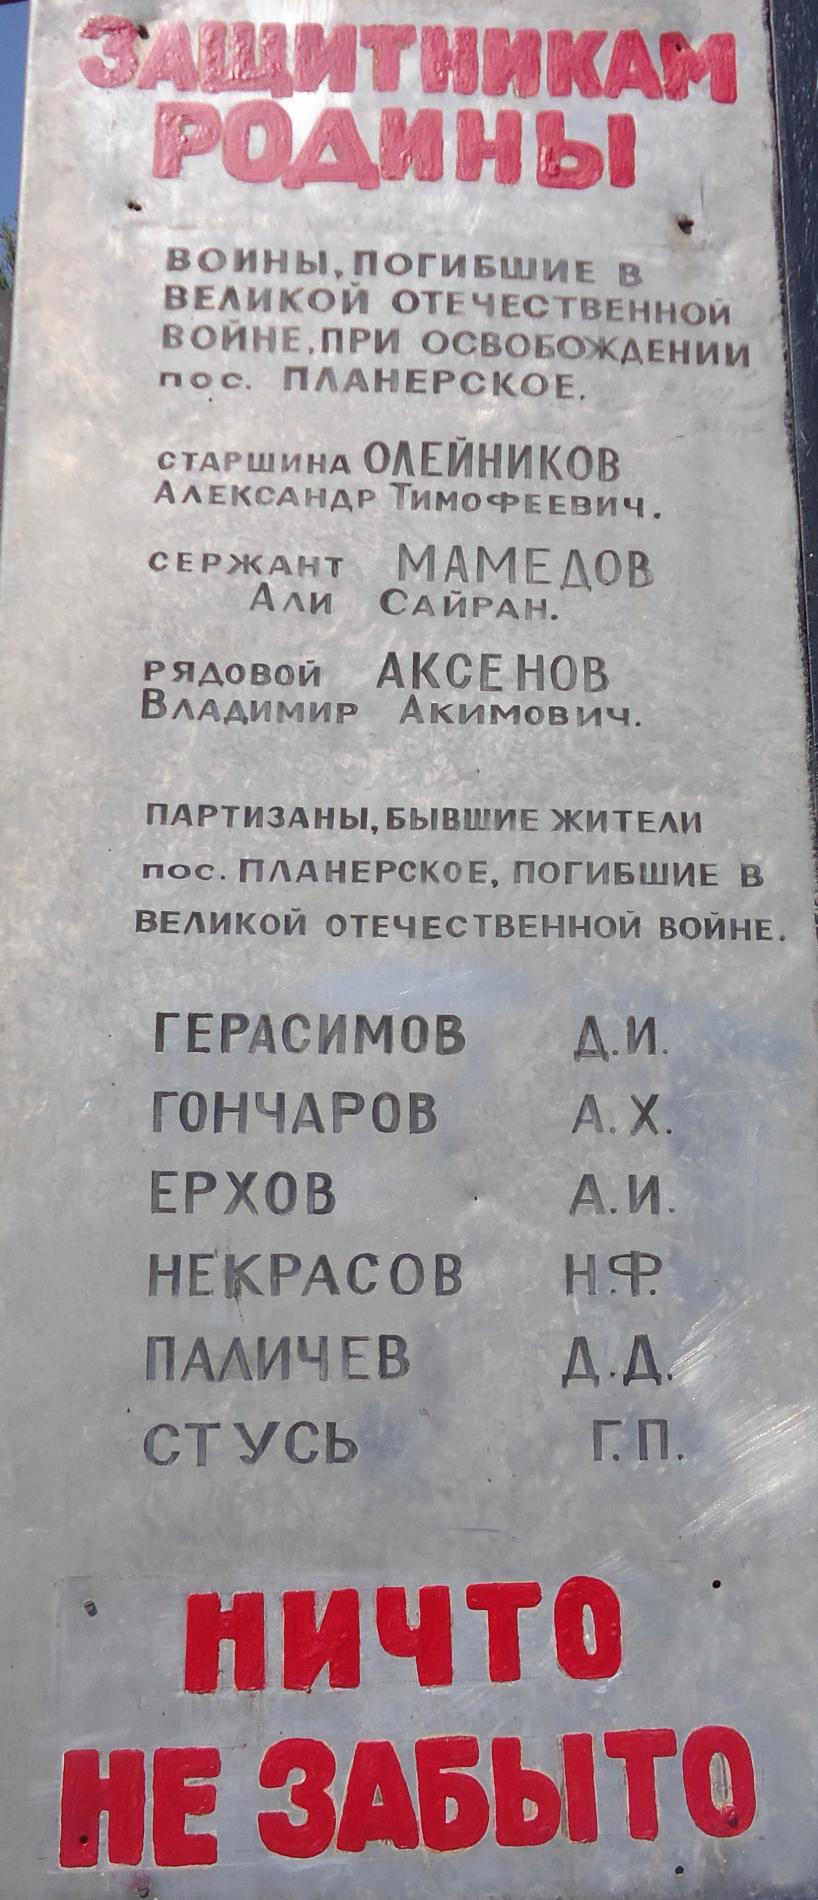 ЗАЩИТНИКАМ
РОДИНЫ
ВОИНЫ, ПОГИБШИЕ В
ВЕЛИКОЙ ОТЕЧЕСТВЕННОЙ
ВОЙНЕ, ПРИ ОСВОБОЖДЕНИИ
пос. ПЛАНЕРСКОЕ.
СТАРШИНА ОЛЕЙНИКОВ
АЛЕКСАНДР ТИМОФЕЕВИЧ.
СЕРЖАНТ МАМЕДОВ
АЛИ САЙРАН.
РЯДОВОЙ АКСЕНОВ
ВЛАДИМИР АКИМОВИЧ.
ПАРТИЗАНЫ, БЫВШИЕ ЖИТЕЛИ
пос. ПЛАНЕРСКОЕ, ПОГИБШИЕ В
ВЕЛИКОЙ ОТЕЧЕСТВЕННОЙ ВОЙНЕ.
ГЕРАСИМОВ Д.И.
ГОНЧАРОВ А.Х.
ЕРХОВ А.И.
НЕКРАСОВ Н.Ф.
ПАЛИЧЕВ Д.Д.
СТУСЬ Г.П.
НИЧТО
НЕ ЗАБЫТО